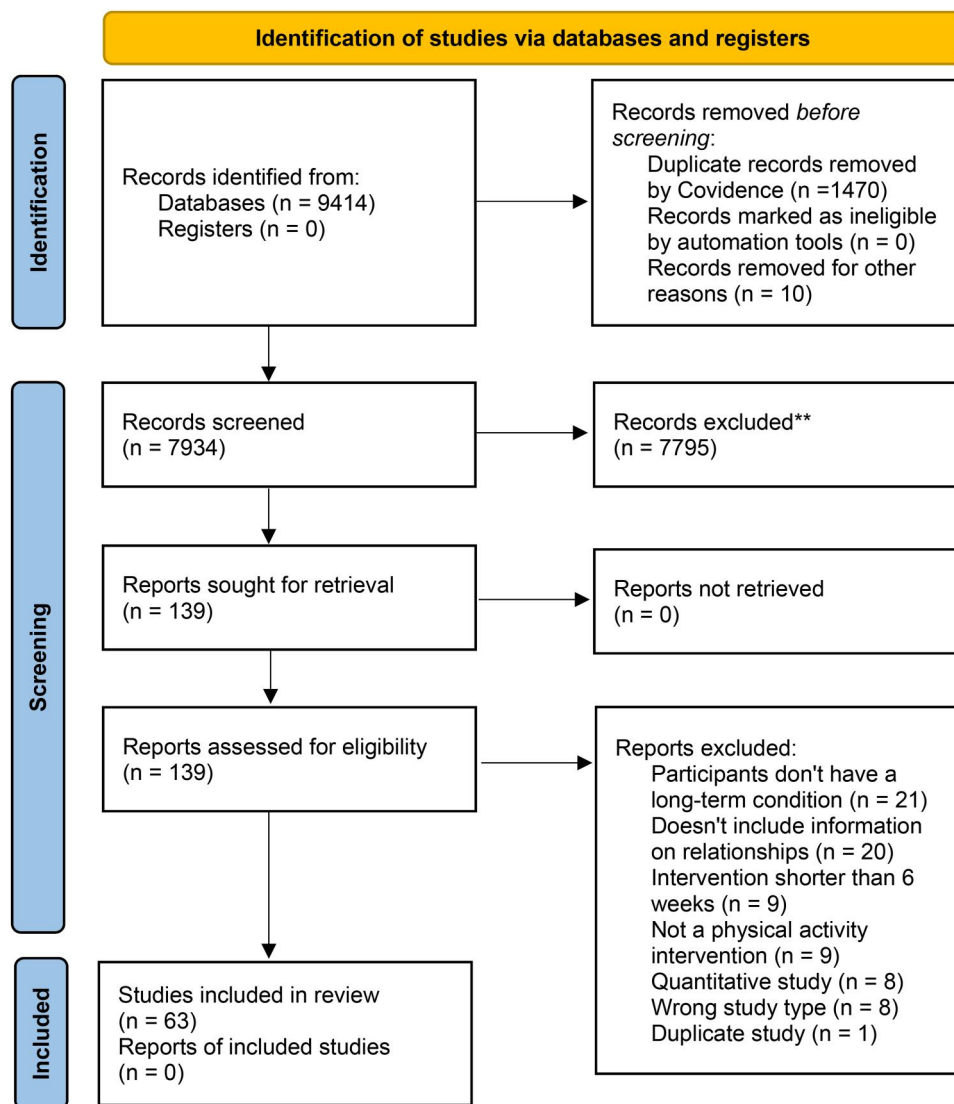 Identification of studies via databases and registers
Identification
Records identified from:
Databases (n = 9414)
Registers (n = 0)
Records removed before
screening:
Duplicate records removed
by Covidence (n =1470)
Records marked as ineligible
by automation tools (n = 0)
Records removed for other
reasons (n = 10)
Screening
Records screened
(n = 7934)
Records excluded**
(n = 7795)
Reports sought for retrieval
(n = 139)
Reports not retrieved
(n = 0)
Reports assessed for eligibility
(n = 139)
Reports excluded:
Participants don't have a
long-term condition (n = 21)
Doesn't include information
on relationships (n = 20)
Intervention shorter than 6
weeks (n = 9)
Not a physical activity
intervention (n = 9)
Quantitative study (n = 8)
Wrong study type (n = 8)
Duplicate study (n = 1)
Included
Studies included in review
(n = 63)
Reports of included studies
(n = 0)